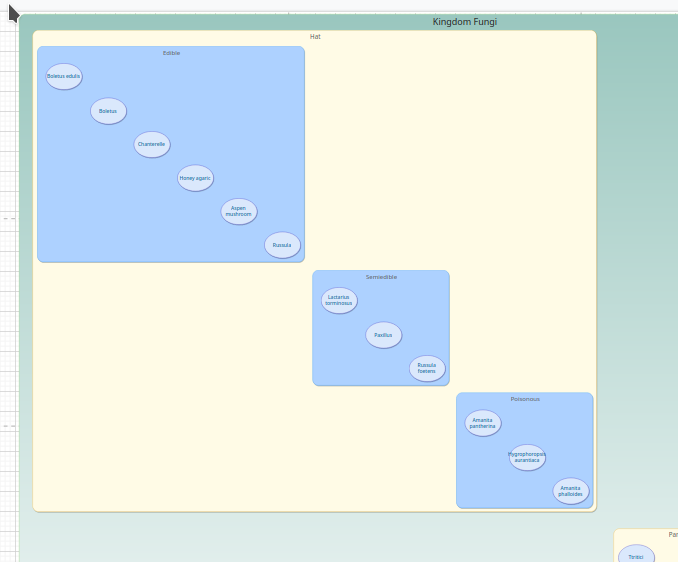 Kingdom Fungi
Hat
Edible
Boletus edulis
Boletus
Chanterelle
Honey agaric
Aspen
mushroom
Russula
Semiedible
Lactarius
torminosus
Paxillus
Russula
foetens
Poisonous
Amanita
pantherina
Hygrophoropsis
aurantiaca
Amanita
phalloides
Par
Tinder